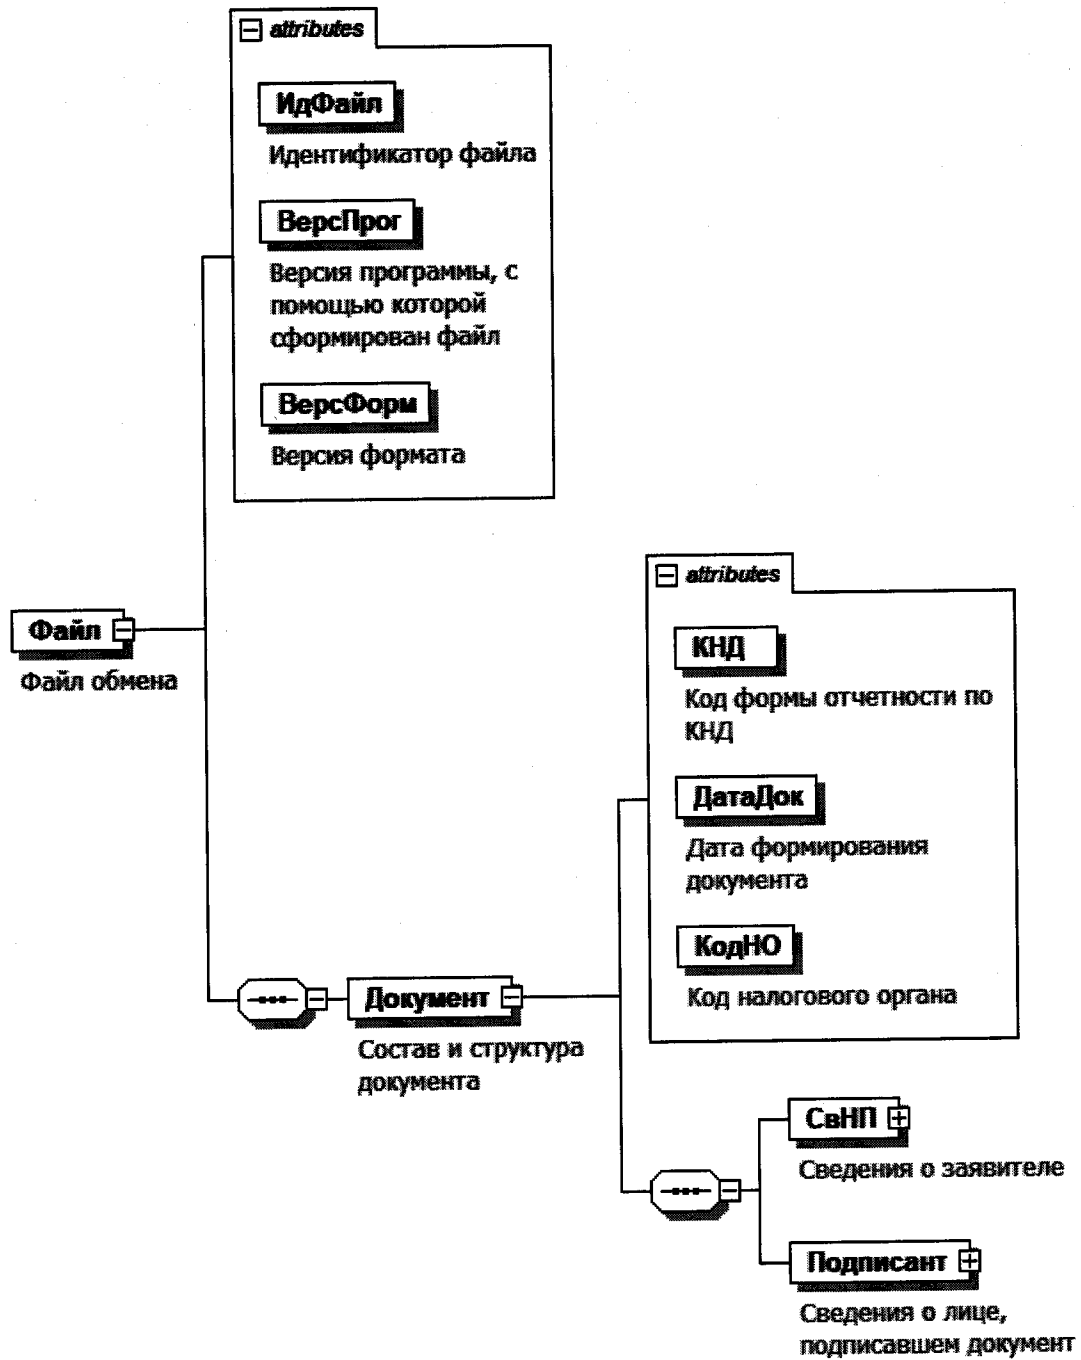 attributes
ИдФайл
Идентификатор файла
ВерсПрог
Версия программы, с
помощью которой
сформирован файл
ВерсФорм
Версия формата
Файл
Файл обмена
attributes
КНД
Код формы отчетности по
КНД
ДатаДок
Дата формирования
документа
КодНО
Код налогового органа
Документ
Состав и структура
документа
СвНП
Сведения о заявителе
Подписант
Сведения о лице,
подписавшем документ